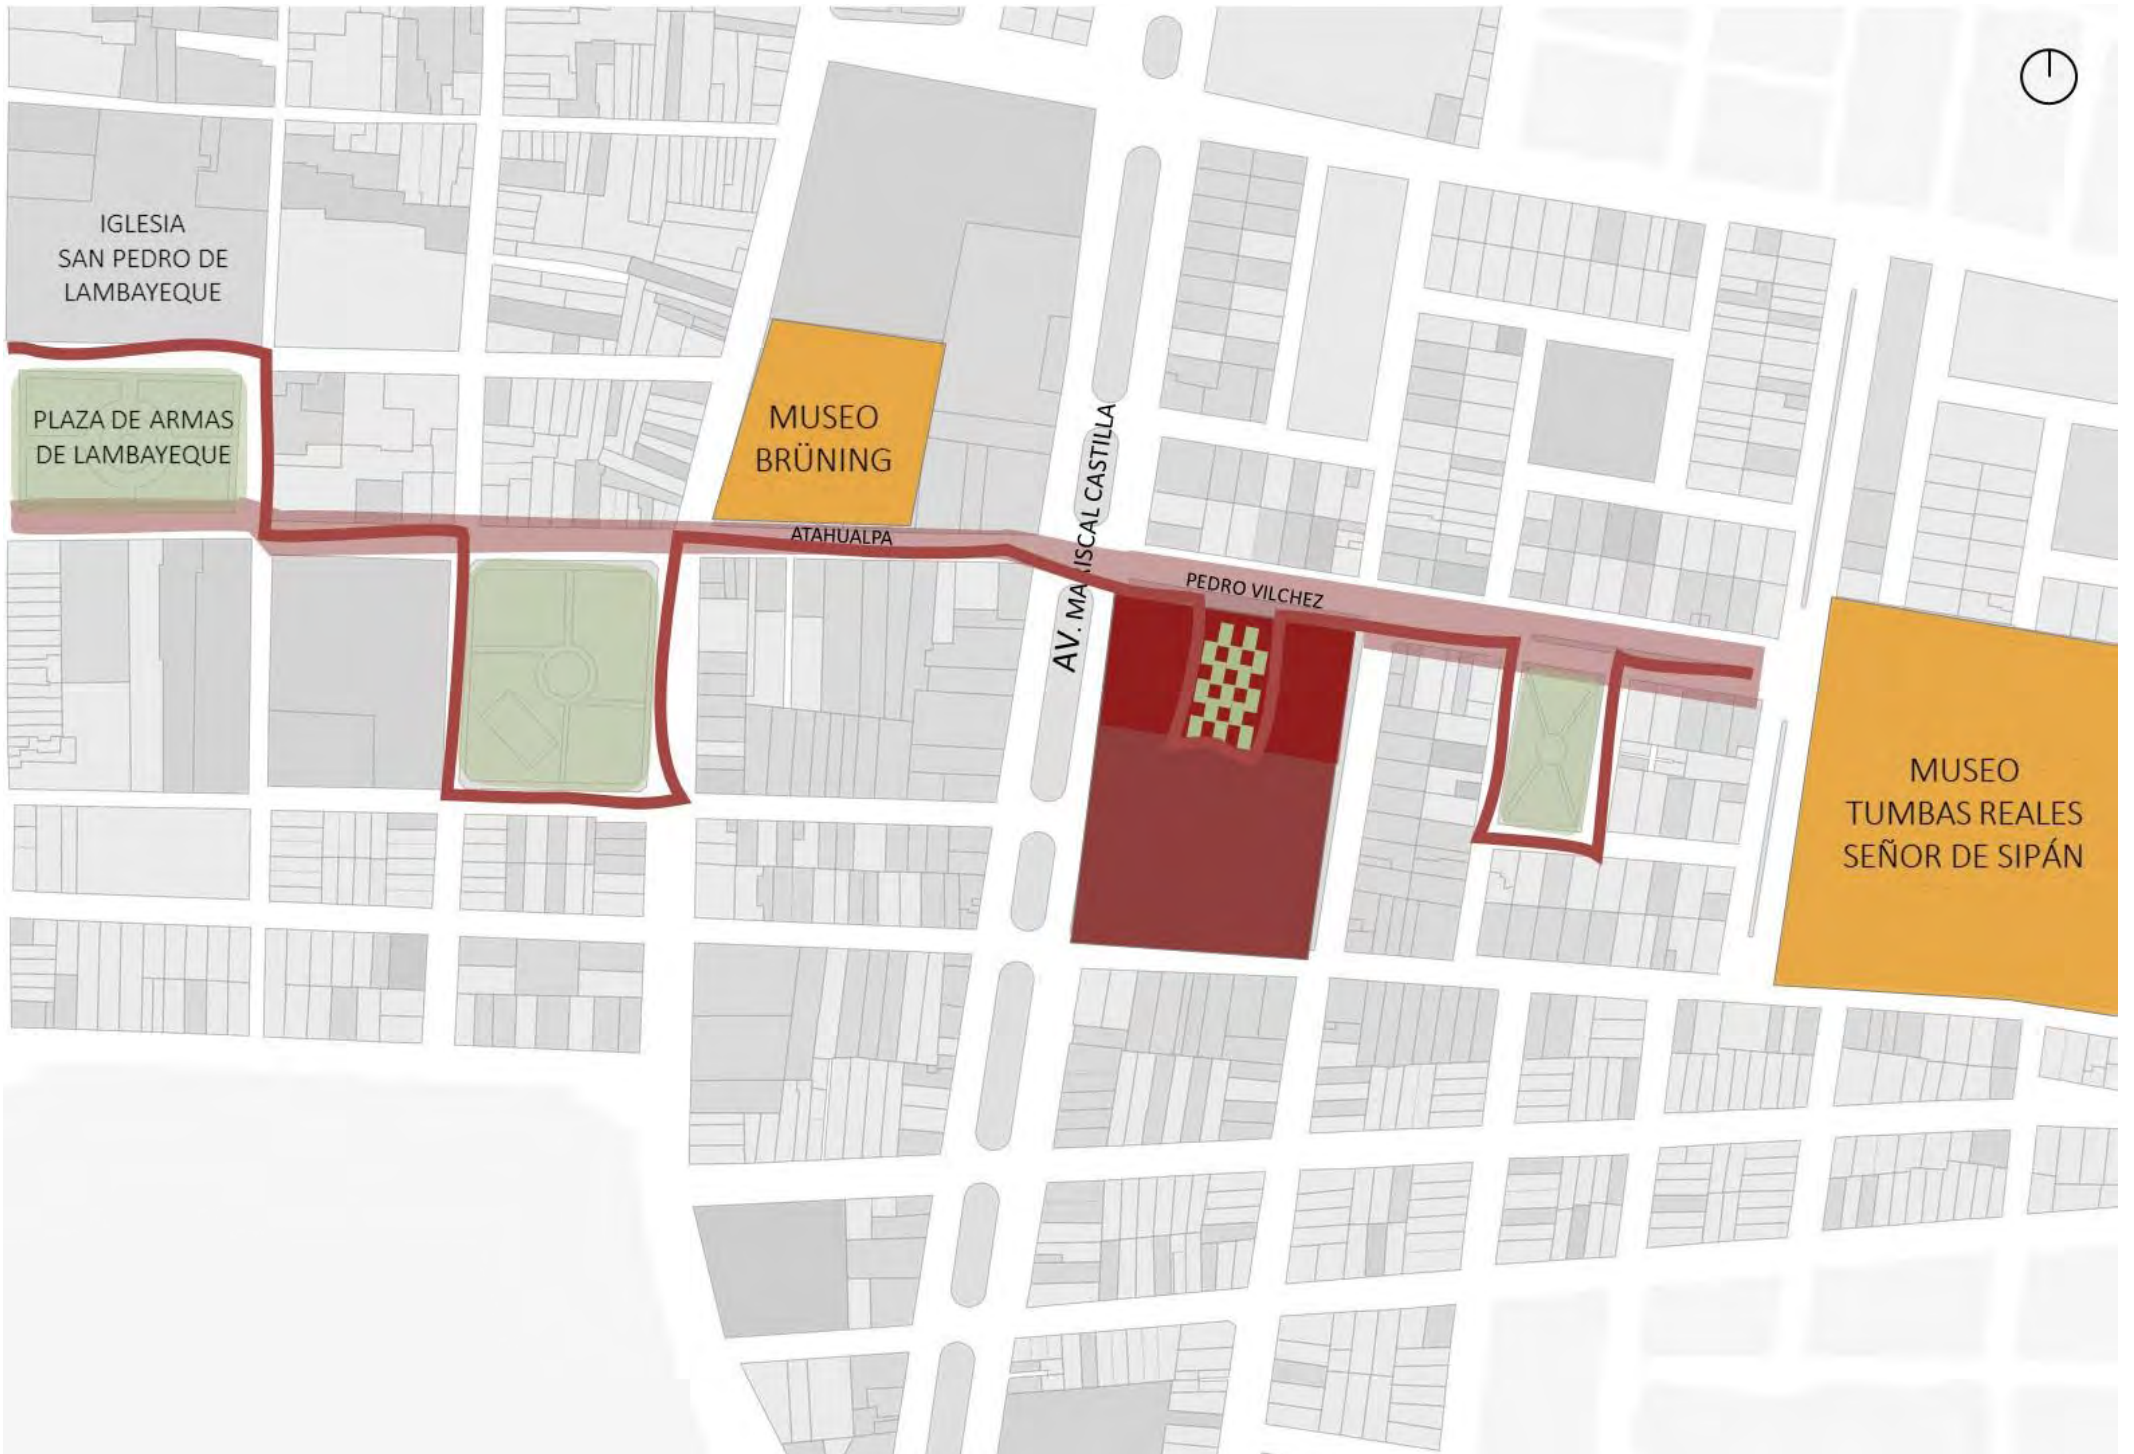 IGLESIA
SAN PEDRO DE
LAMBAYEQUE
PLAZA DE ARMAS
DE LAMBAYEQUE
MUSEO
BRÜNING
ATAHUALPA
AV. MARISCAL CASTILLA
PEDRO VILCHEZ
MUSEO
TUMBAS REALES
SEÑOR DE SIPÁN